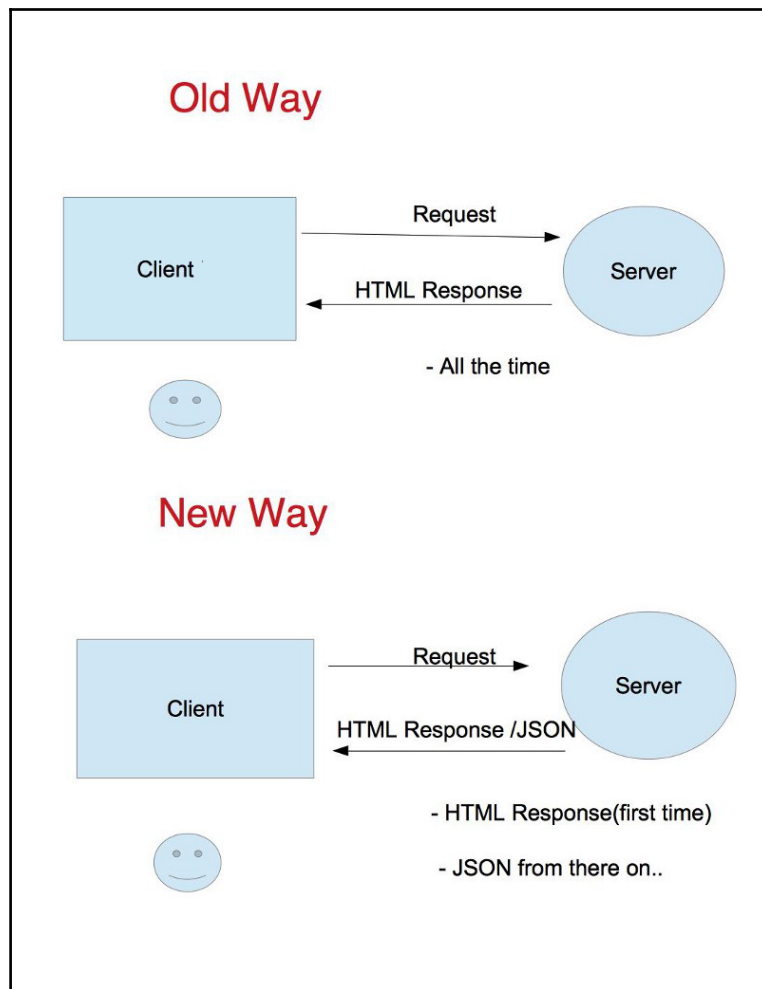 Old Way
Request
Client
Server
HTML Response
- All the time
New Way
Request
Server
Client
HTML Response /JSON
- HTML Response(first time)
- JSON from there on..